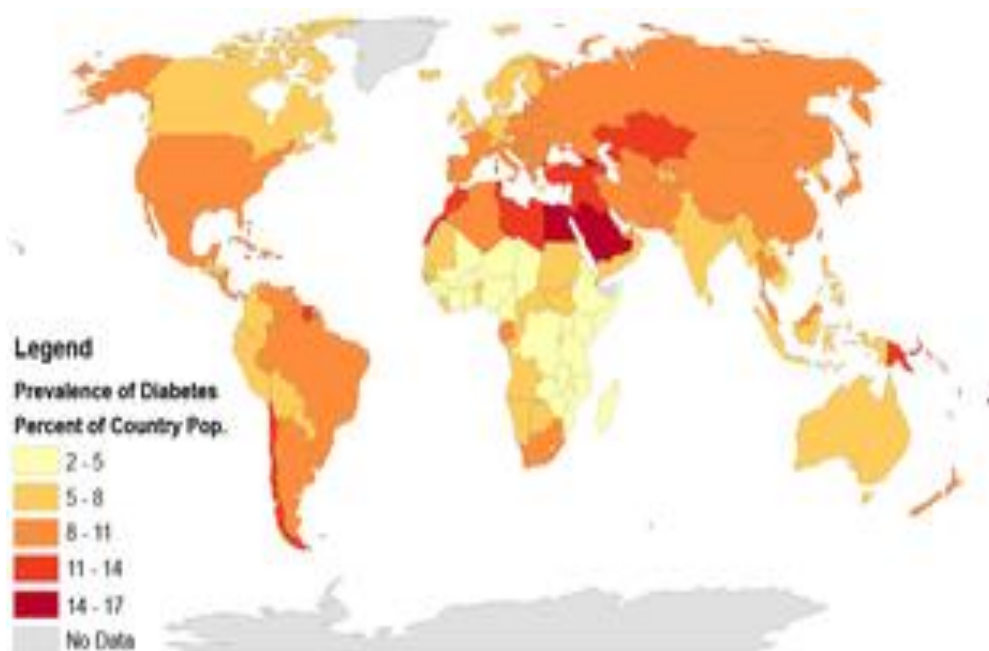 Legend
Prevalence of Diabetes
Percent of Country Pop.
2 - 5
5 - 8
8 - 11
11 - 14
14 - 17
No Data